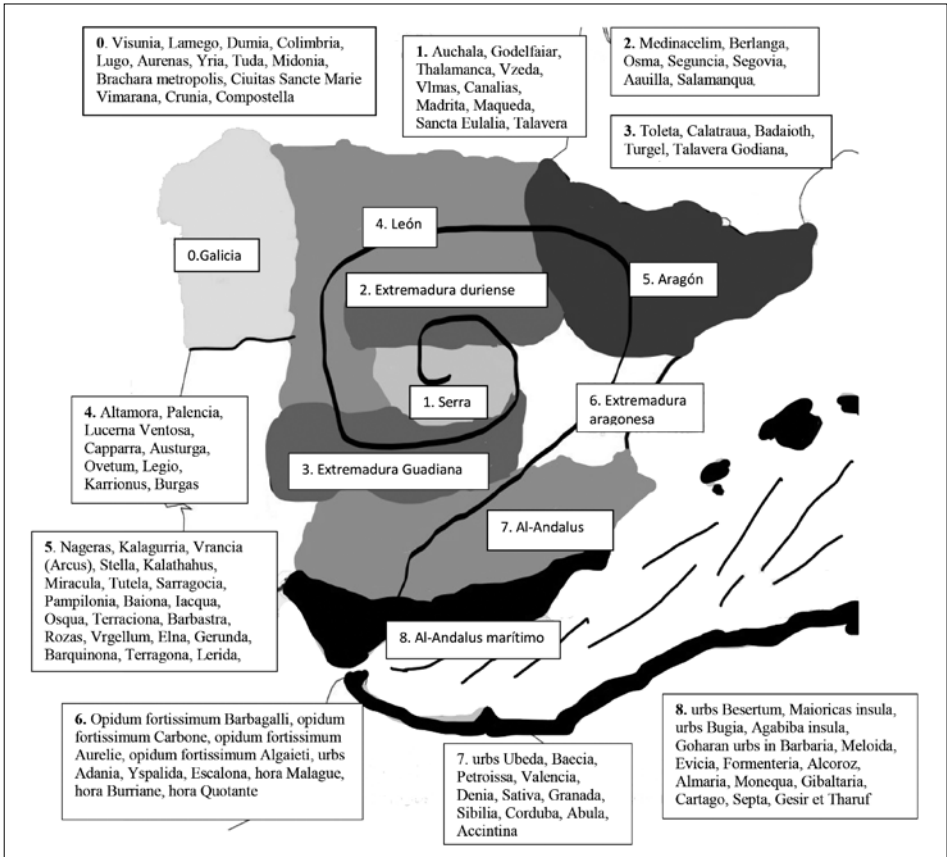 0. Visunia, Lamego, Dumia, Colimbria,
Lugo, Aurenas, Yria, Tuda, Midonia,
Brachara metropolis, Ciuitas Sancte Marie
Vimarana, Crunia, Compostella
1. Auchala, Godelfaiar,
Thalamanca, Vzeda,
Vlmas, Canalias,
Madrita, Maqueda,
Sancta Eulalia, Talavera
2. Medinacelim, Berlanga,
Osma, Seguncia, Segovia,
Aauilla, Salamanqua,
3. Toleta, Calatraua, Badaioth,
Turgel, Talavera Godiana,
4. León
0.Galicia
5. Aragón
2. Extremadura duriense
1. Serra
6. Extremadura
aragonesa
4. Altamora, Palencia,
Lucerna Ventosa,
Capparra, Austurga,
Ovetum, Legio,
Karrionus, Burgas
3. Extremadura Guadiana
7. Al-Andalus
5. Nageras, Kalagurria, Vrancia
(Arcus), Stella, Kalathahus,
Miracula, Tutela, Sarragocia,
Pampilonia, Baiona, Iacqua,
Osqua, Terraciona, Barbastra,
Rozas, Vrgellum, Elna, Gerunda,
Barquinona, Terragona, Lerida,
8. Al-Andalus marítimo
6. Opidum fortissimum Barbagalli, opidum
fortissimum Carbone, opidum fortissimum
Aurelie, opidum fortissimum Algaieti, urbs
Adania, Yspalida, Escalona, hora Malague,
hora Burriane, hora Quotante
7. urbs Ubeda, Baccia,
Petroissa, Valencia,
Denia, Sativa, Granada,
Sibilia, Corduba, Abula,
Accintina
8. urbs Besertum, Maioricas insula,
urbs Bugia, Agabiba insula,
Goharan urbs in Barbaria, Meloida,
Evicia, Formenteria, Alcoroz,
Almaria, Monequa, Gibaltaria,
Cartago, Septa, Gesir et Tharuf